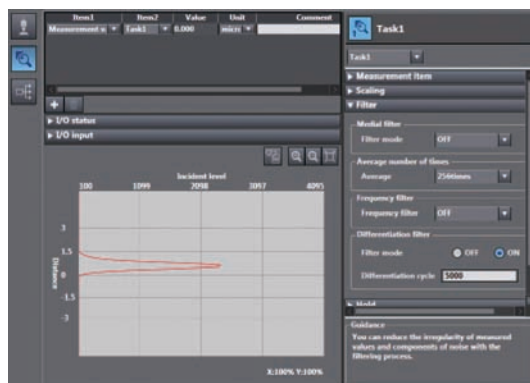 Item1 Item2 Value Unit Comment
Measurement v Task1 0.000 micr
I/O status
I/O input
Incident level
100 1099 2098 3097 4095
Distance
3
1.5
0
-1.5
-3
X:100% Y:100%
Task1
Task1
Measurement item
Scaling
Filter
Medial filter
Filter mode OFF
Average number of times
Average 256times
Frequency filter
Frequency filter OFF
Differentiation filter
Filter mode OFF ON
Differentiation cycle 5000
Hold
Guidance
You can reduce the irregularity of measured
values and components of noise with the
filtering process.